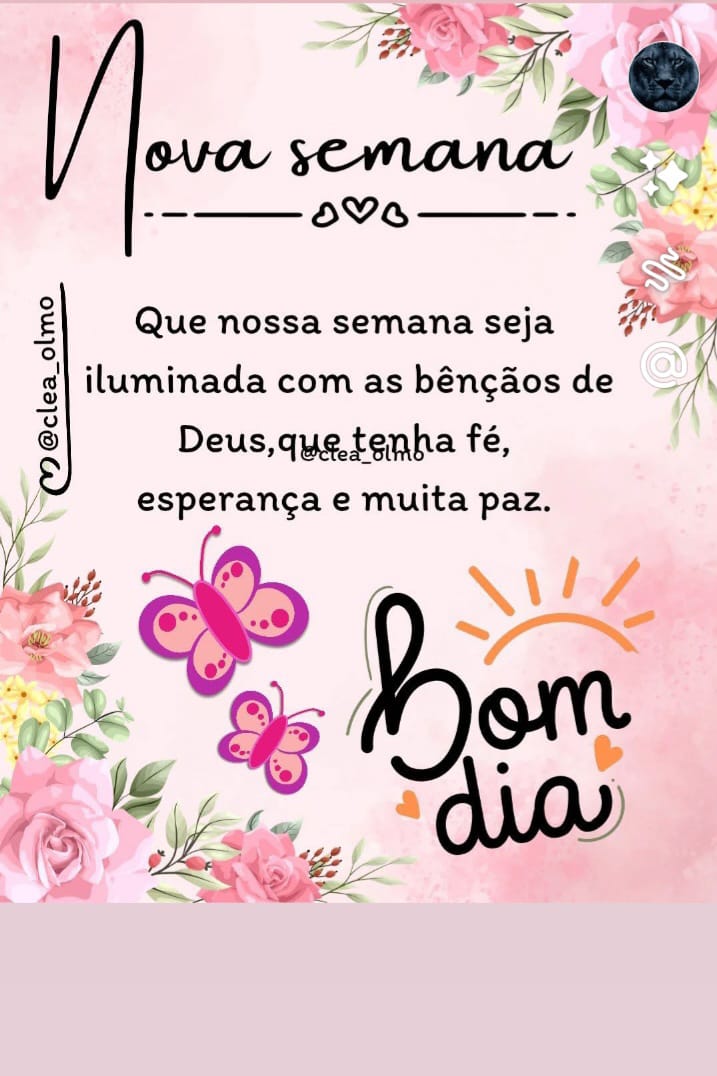 Nova semana
@clea_olmo
Que nossa semana seja
iluminada com as bênçãos de
Deus,que tenha fé,
@clea_olmo
esperança e muita paz.
Bom
dia